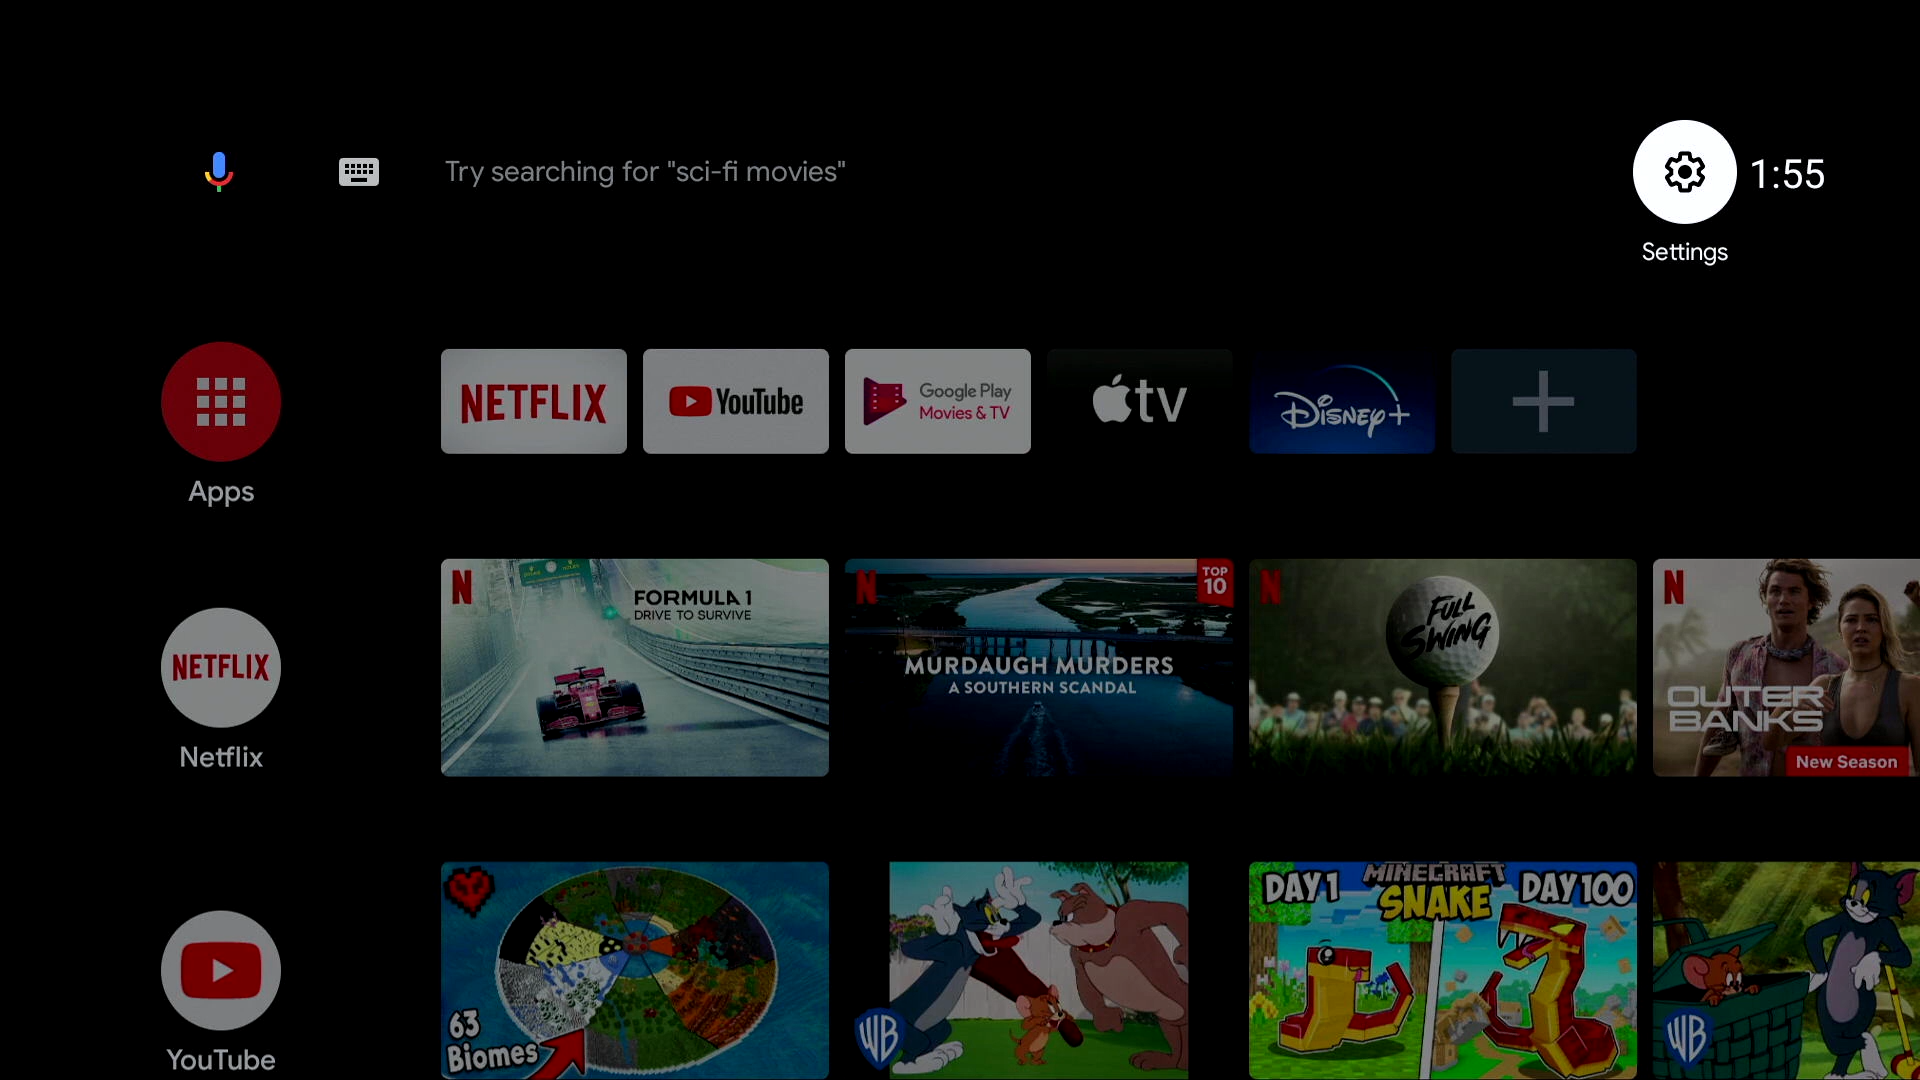 Try searching for "sci-fi movies"
1:55
Settings
Apps
NETFLIX
YouTube
Google Play
Movies & TV
tv
Disney+
NETFLIX
Netflix
N
FORMULA 1
DRIVE TO SURVIVE
N
TOP
10
MURDAUGH MURDERS
A SOUTHERN SCANDAL
N
FULL
SWING
N
OUTER
BANKS
New Season
YouTube
63
Biomes
WB
DAY 1
MINECRAFT
SNAKE
DAY 100
WB